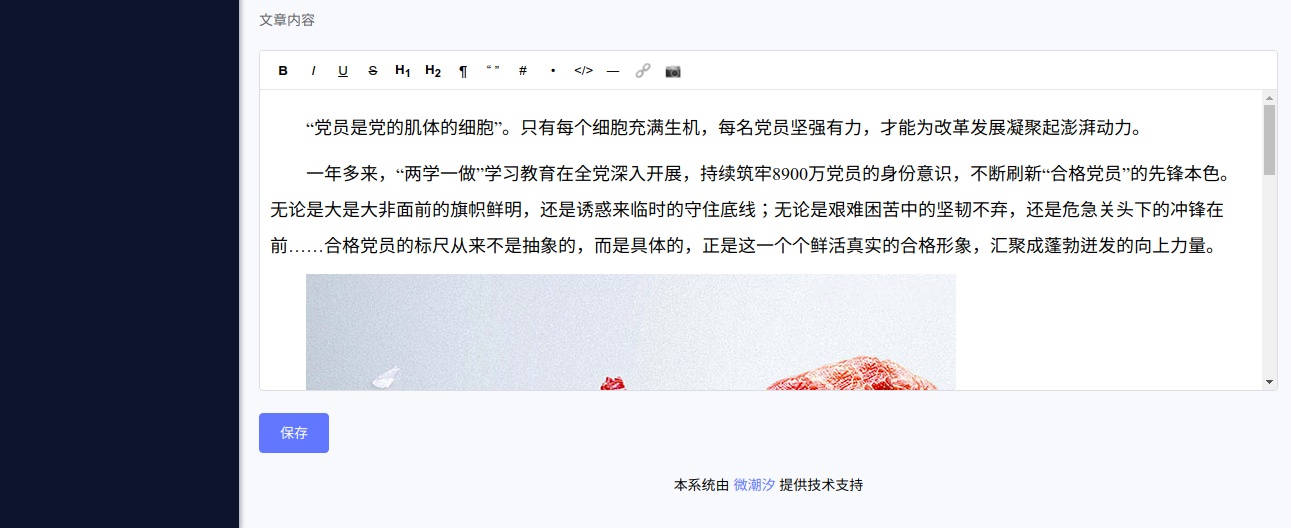 文章内容
B I U S H1 H2 ¶ “ ” # • </> —
“党员是党的肌体的细胞”。只有每个细胞充满生机，每名党员坚强有力，才能为改革发展凝聚起澎湃动力。
一年多来，“两学一做”学习教育在全党深入开展，持续筑牢8900万党员的身份意识，不断刷新“合格党员”的先锋本色。
无论是大是大非面前的旗帜鲜明，还是诱惑来临时的守住底线；无论是艰难困苦中的坚韧不弃，还是危急关头下的冲锋在
前……合格党员的标尺从来不是抽象的，而是具体的，正是这一个个鲜活真实的合格形象，汇聚成蓬勃迸发的向上力量。
保存
本系统由 微潮汐 提供技术支持